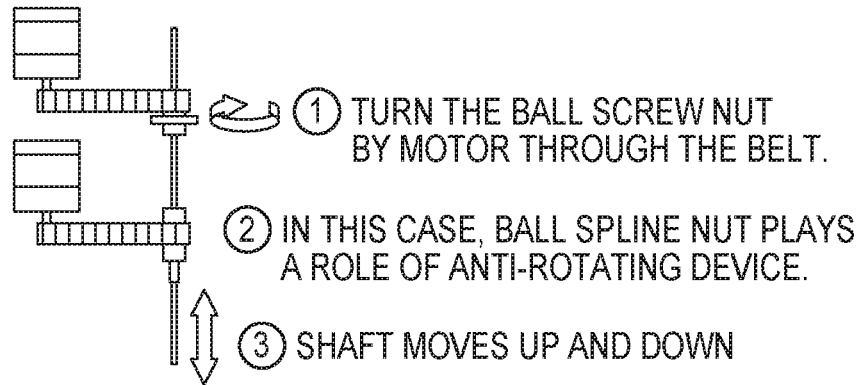 ① TURN THE BALL SCREW NUT
BY MOTOR THROUGH THE BELT.
② IN THIS CASE, BALL SPLINE NUT PLAYS
A ROLE OF ANTI-ROTATING DEVICE.
③ SHAFT MOVES UP AND DOWN